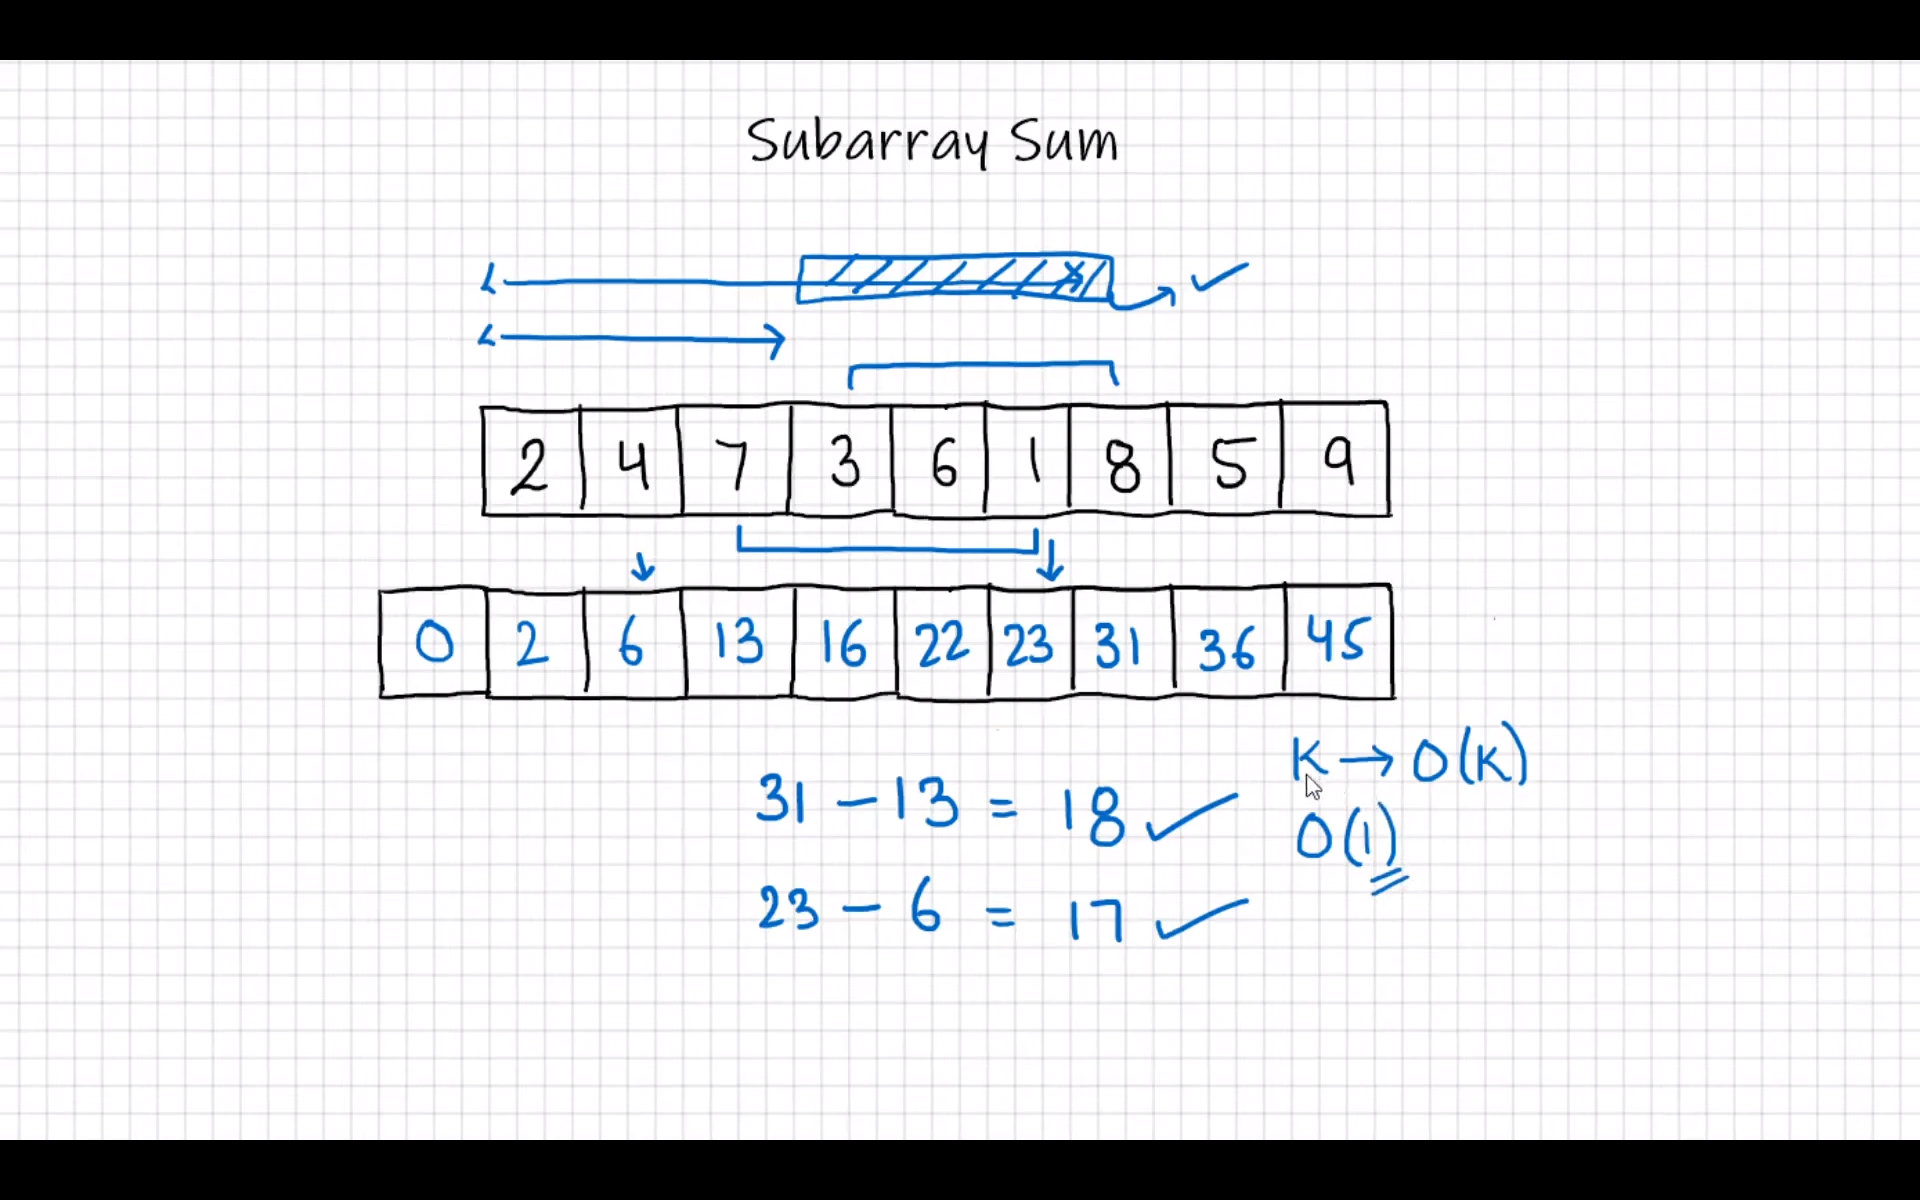 Subarray Sum
2 4 7 3 6 1 8 5 9
0 2 6 13 16 22 23 31 36 45
K → O(K)
31 - 13 = 18 ✓
O(1)
23 - 6 = 17 ✓